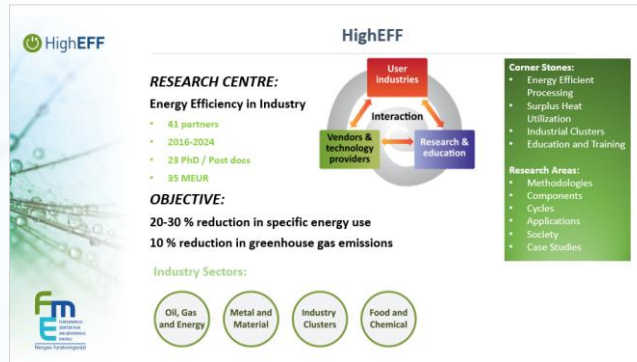 HighEFF
HighEFF
RESEARCH CENTRE:
Energy Efficiency in Industry
• 41 partners
• 2016-2024
• 23 PhD / Post docs
• 35 MEUR
OBJECTIVE:
20-30 % reduction in specific energy use
10 % reduction in greenhouse gas emissions
Industry Sectors:
Oil, Gas
and Energy
Metal and
Material
Industry
Clusters
Food and
Chemical
User
industries
Interaction
Vendors &
technology
providers
Research &
education
Corner Stones:
• Energy Efficient
Processing
• Surplus Heat
Utilization
• Industrial Clusters
• Education and Training
Research Areas:
• Methodologies
• Components
• Cycles
• Applications
• Society
• Case Studies
FmE
Norges forskningsråd